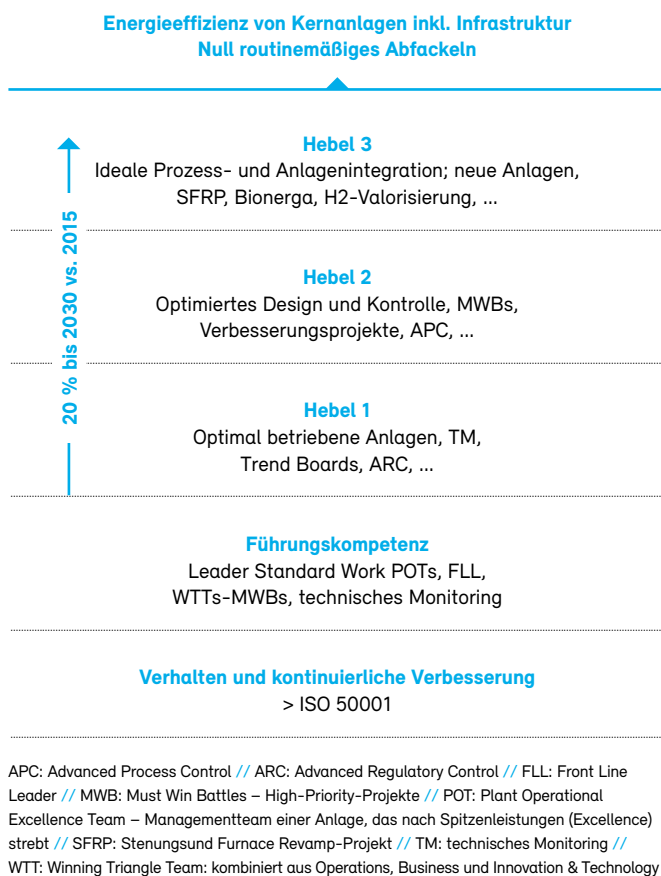 Energieeffizienz von Kernanlagen inkl. Infrastruktur
Null routinemäßiges Abfackeln
20 % bis 2030 vs. 2015
Hebel 3
Ideale Prozess- und Anlagenintegration; neue Anlagen,
SFRP, Bionerga, H2-Valorisierung, ...
Hebel 2
Optimiertes Design und Kontrolle, MWBs,
Verbesserungsprojekte, APC, ...
Hebel 1
Optimal betriebene Anlagen, TM,
Trend Boards, ARC, ...
Führungskompetenz
Leader Standard Work POTs, FLL,
WTTs-MWBs, technisches Monitoring
Verhalten und kontinuierliche Verbesserung
> ISO 50001
APC: Advanced Process Control // ARC: Advanced Regulatory Control // FLL: Front Line
Leader // MWB: Must Win Battles – High-Priority-Projekte // POT: Plant Operational
Excellence Team – Managementteam einer Anlage, das nach Spitzenleistungen (Excellence)
strebt // SFRP: Stenungsund Furnace Revamp-Projekt // TM: technisches Monitoring //
WTT: Winning Triangle Team: kombiniert aus Operations, Business und Innovation & Technology